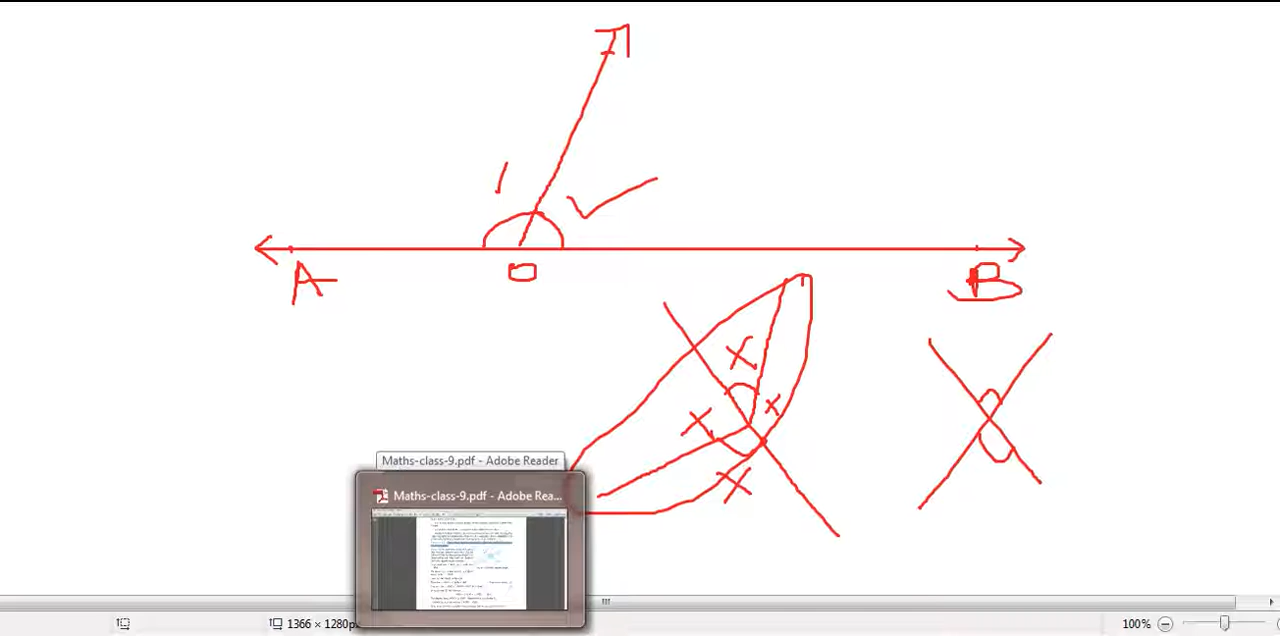 A
O
B
x
x
x
x
Maths-class-9.pdf - Adobe Reader
Maths-class-9.pdf - Adobe Rea...
1366 × 1280p
100%